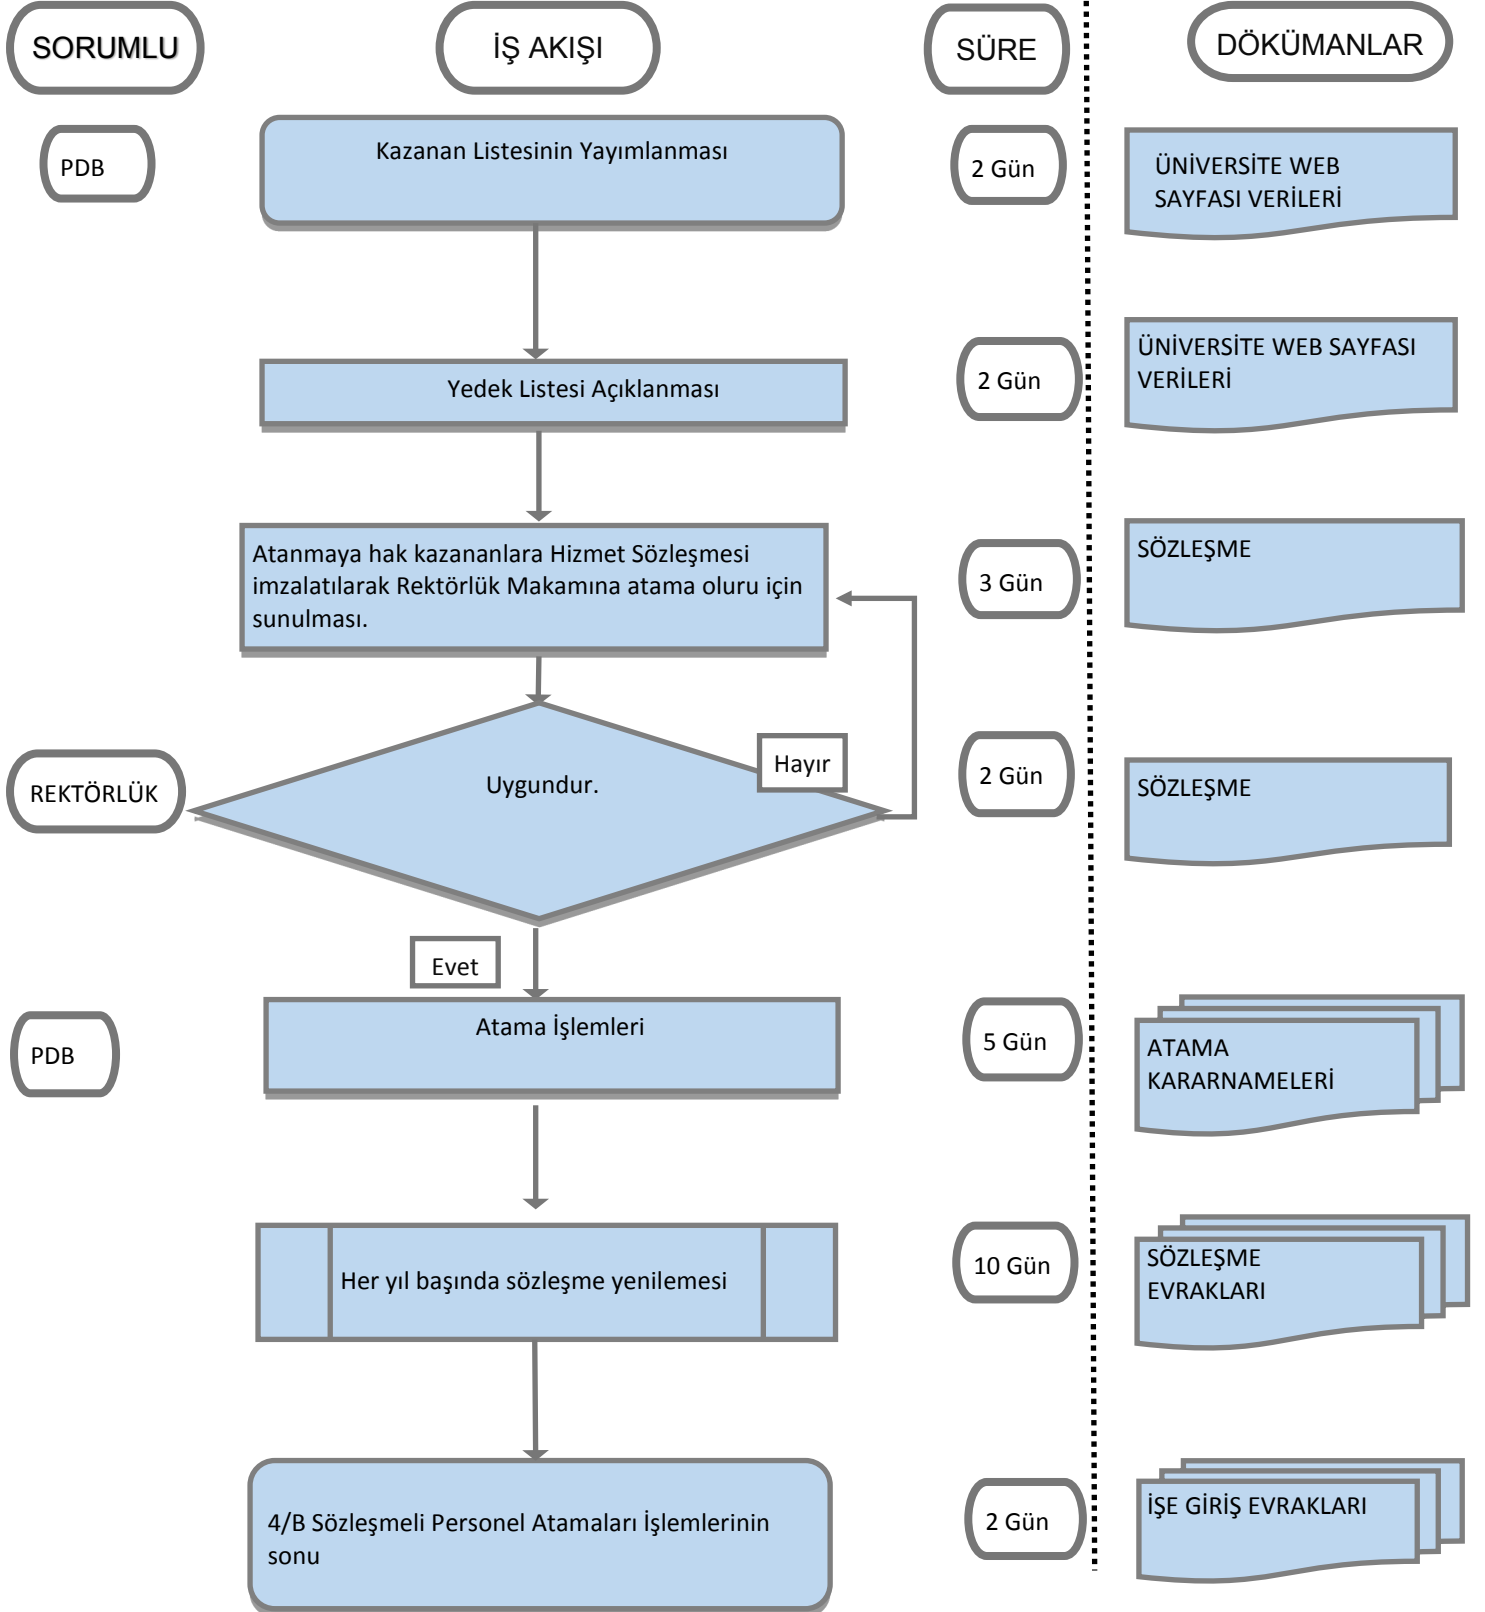 SORUMLU
İŞ AKIŞI
SÜRE
DÖKÜMANLAR
PDB
Kazanan Listesinin Yayımlanması
2 Gün
ÜNİVERSİTE WEB
SAYFASI VERİLERİ
Yedek Listesi Açıklanması
2 Gün
ÜNİVERSİTE WEB SAYFASI
VERİLERİ
Atanmaya hak kazananlara Hizmet Sözleşmesi
imzalatılarak Rektörlük Makamına atama oluru için
sunulması.
3 Gün
SÖZLEŞME
REKTÖRLÜK
Uygundur.
Hayır
2 Gün
SÖZLEŞME
Evet
PDB
Atama İşlemleri
5 Gün
ATAMA
KARARNAMELERİ
Her yıl başında sözleşme yenilemesi
10 Gün
SÖZLEŞME
EVRAKLARI
4/B Sözleşmeli Personel Atamaları İşlemlerinin
sonu
2 Gün
İŞE GİRİŞ EVRAKLARI